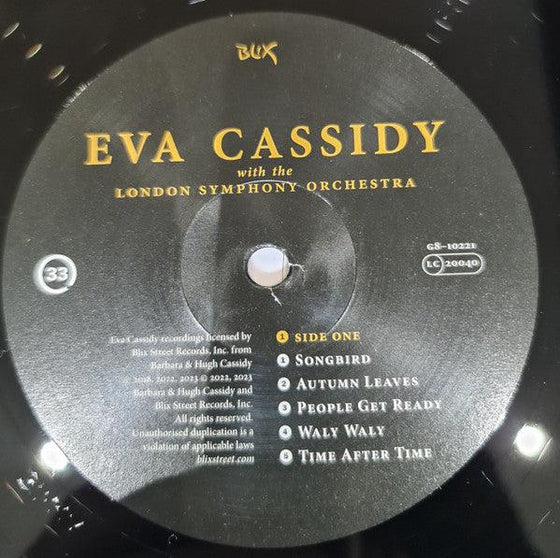 BLIX
EVA CASSIDY
with the
LONDON SYMPHONY ORCHESTRA
33
G8-10221
LC 20040
Eva Cassidy recordings licensed by
Blix Street Records, Inc. from
Barbara & Hugh Cassidy
2018, 2022, 2023 © 2022, 2023
Barbara & Hugh Cassidy and
Blix Street Records, Inc.
All rights reserved.
Unauthorised duplication is a
violation of applicable laws
blixstreet.com
1 SIDE ONE
1 SONGBIRD
2 AUTUMN LEAVES
3 PEOPLE GET READY
4 WALY WALY
5 TIME AFTER TIME